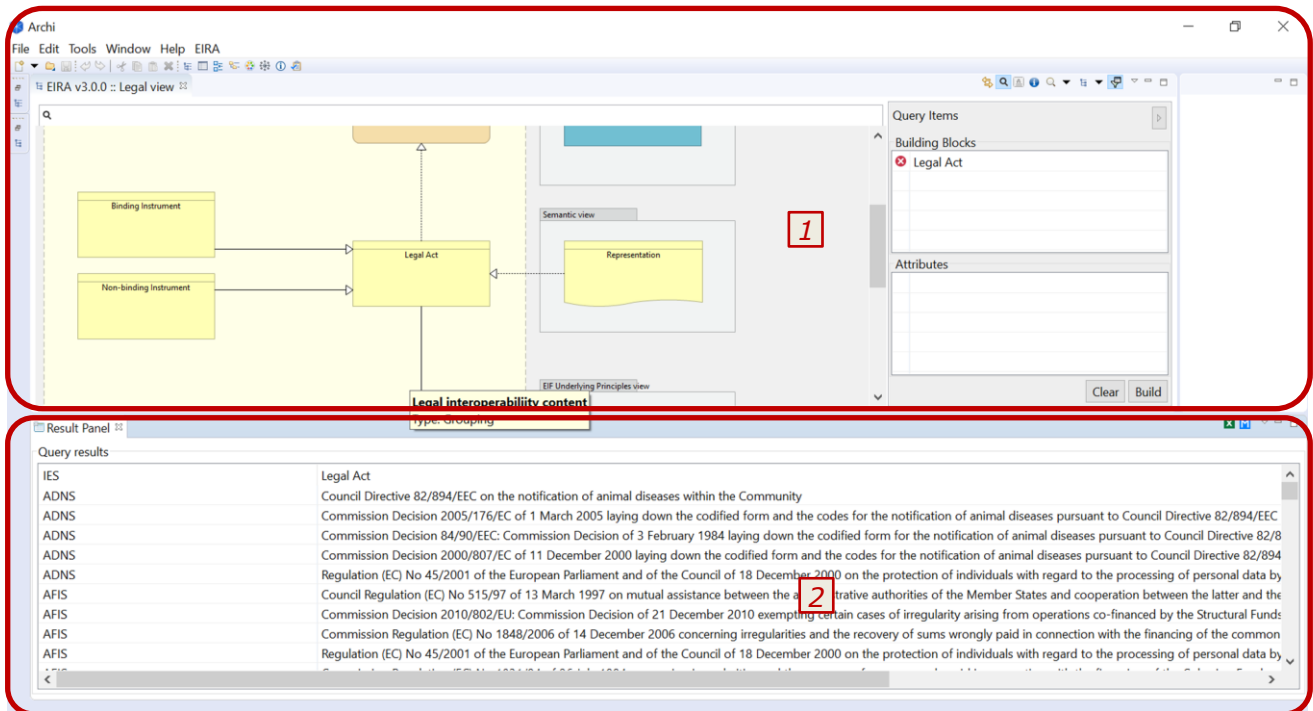 Archi
File Edit Tools Window Help EIRA
EIRA v3.0.0 :: Legal view
Query Items
Building Blocks
Legal Act
Binding Instrument
Semantic view
1
Legal Act
Representation
Attributes
Non-binding Instrument
EIF Underlying Principles view
Clear Build
Legal interoperabiliity content
Type: Grouping
Result Panel
Query results
IES Legal Act
ADNS Council Directive 82/894/EEC on the notification of animal diseases within the Community
ADNS Commission Decision 2005/176/EC of 1 March 2005 laying down the codified form and the codes for the notification of animal diseases pursuant to Council Directive 82/894/EEC
ADNS Commission Decision 84/90/EEC: Commission Decision of 3 February 1984 laying down the codified form for the notification of animal diseases pursuant to Council Directive 82/8
ADNS Commission Decision 2000/807/EC of 11 December 2000 laying down the codified form and the codes for the notification of animal diseases pursuant to Council Directive 82/894
ADNS Regulation (EC) No 45/2001 of the European Parliament and of the Council of 18 December 2000 on the protection of individuals with regard to the processing of personal data by
AFIS Council Regulation (EC) No 515/97 of 13 March 1997 on mutual assistance between the a trative authorities of the Member States and cooperation between the latter and the
2
AFIS Commission Decision 2010/802/EU: Commission Decision of 21 December 2010 exempting certain cases of irregularity arising from operations co-financed by the Structural Funds
AFIS Commission Regulation (EC) No 1848/2006 of 14 December 2006 concerning irregularities and the recovery of sums wrongly paid in connection with the financing of the common
AFIS Regulation (EC) No 45/2001 of the European Parliament and of the Council of 18 December 2000 on the protection of individuals with regard to the processing of personal data by